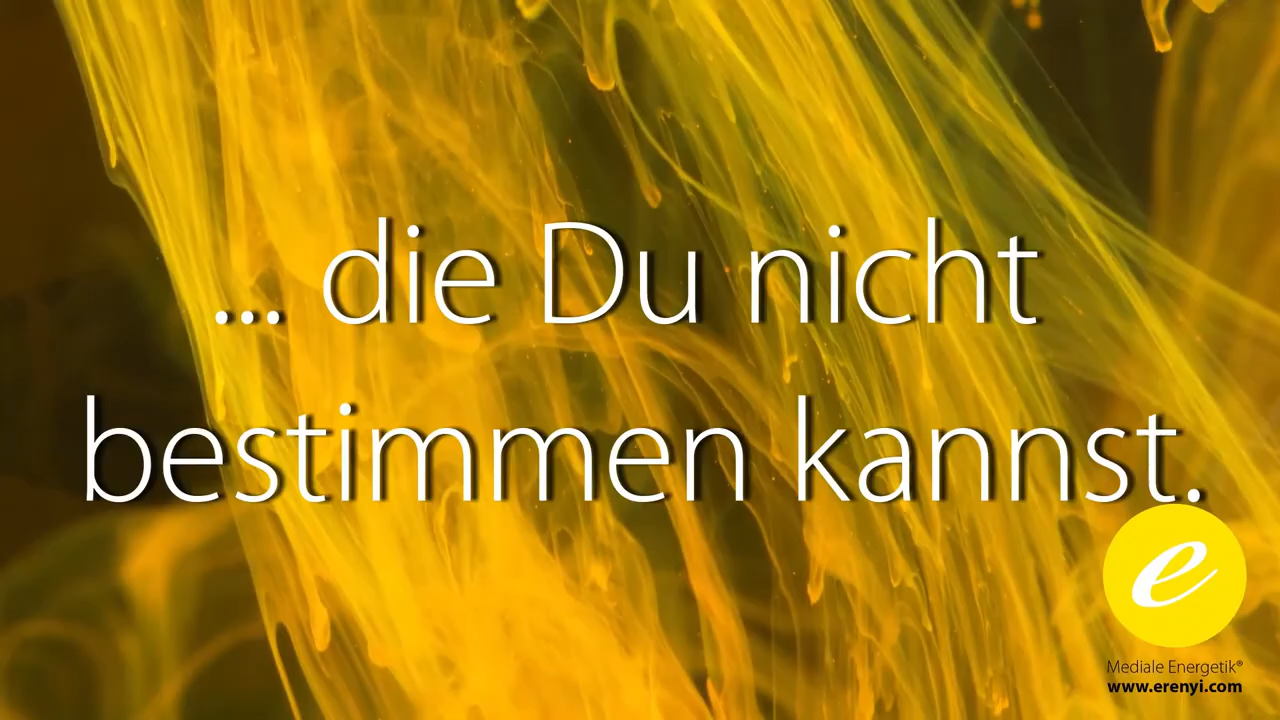 ... die Du nicht
bestimmen kannst.
e
Mediale Energetik®
www.erenyi.com